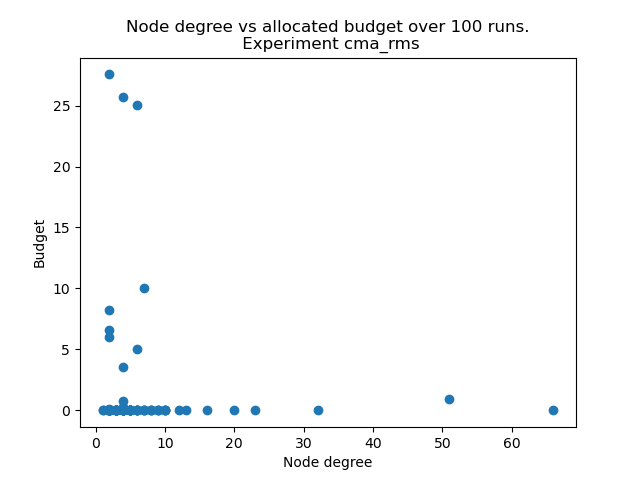 Node degree vs allocated budget over 100 runs.
Experiment cma_rms
25
20
15
10
5
0
Budget
0 10 20 30 40 50 60
Node degree